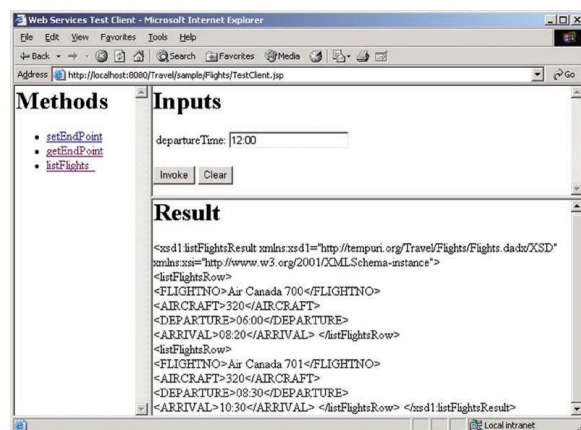 Web Services Test Client - Microsoft Internet Explorer
File Edit View Favorites Tools Help
Back Search Favorites Media
Address http://localhost:8080/Travel/sample/Flights/TestClient.jsp Go
Methods
setEndPoint
getEndPoint
listFlights
Inputs
departureTime: 12:00
Invoke Clear
Result
<xsd1:listFlightsResult xmlns:xsd1="http://tempuri.org/Travel/Flights/Flights.dadx/XSD"
xmlns:xsi="http://www.w3.org/2001/XMLSchema-instance">
<listFlightsRow>
<FLIGHTNO>Air Canada 700</FLIGHTNO>
<AIRCRAFT>320</AIRCRAFT>
<DEPARTURE>06:00</DEPARTURE>
<ARRIVAL>08:20</ARRIVAL> </listFlightsRow>
<listFlightsRow>
<FLIGHTNO>Air Canada 701</FLIGHTNO>
<AIRCRAFT>320</AIRCRAFT>
<DEPARTURE>08:30</DEPARTURE>
<ARRIVAL>10:30</ARRIVAL> </listFlightsRow> </xsd1:listFlightsResult>
Local intranet